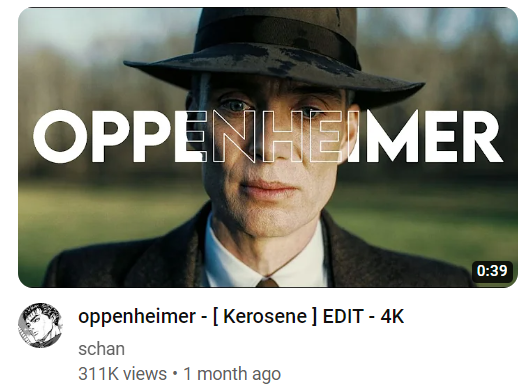 OPPENHEIMER
0:39
oppenheimer - [ Kerosene ] EDIT - 4K
schan
311K views • 1 month ago